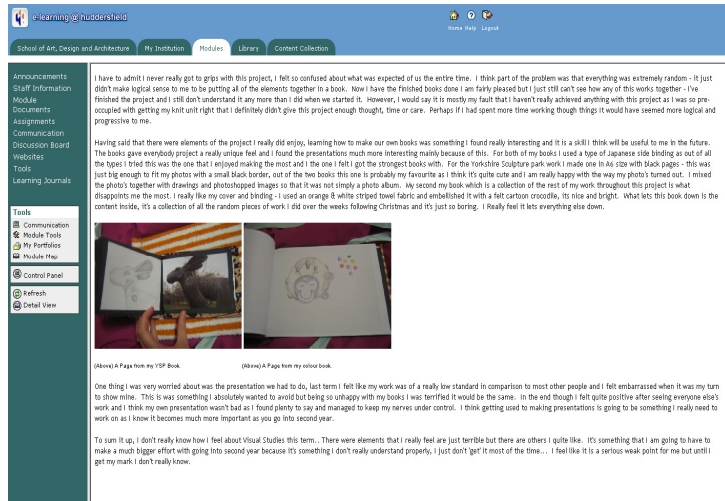 e-learning @ huddersfield
Home Help Logout
School of Art, Design and Architecture My Institution Modules Library Content Collection
Announcements
Staff Information
Module
Documents
Assignments
Communication
Discussion Board
Websites
Tools
Learning Journals
Tools
Communication
Module Tools
My Portfolios
Module Map
Control Panel
Refresh
Detail View
I have to admit I never really got to grips with this project, I felt so confused about what was expected of us the entire time. I think part of the problem was that everything was extremely random - it just
didn't make logical sense to me to be putting all of the elements together in a book. Now I have the finished books done I am fairly pleased but I just still can't see how any of this works together - I've
finished the project and I still don't understand it any more than I did when we started it. However, I would say it is mostly my fault that I haven't really achieved anything with this project as I was so pre-
occupied with getting my knit unit right that I definitely didn't give this project enough thought, time or care. Perhaps if I had spent more time working though things it would have seemed more logical and
progressive to me.
Having said that there were elements of the project I really did enjoy, learning how to make our own books was something I found really interesting and it is a skill I think will be useful to me in the future.
The books gave everybody project a really unique feel and I found the presentations much more interesting mainly because of this. For both of my books I used a type of Japanese side binding as out of all
the types I tried this was the one that I enjoyed making the most and the one I felt I got the strongest books with. For the Yorkshire Sculpture park work I made one in A6 size with black pages - this was
just big enough to fit my photos with a small black border, out of the two books this one is probably my favourite as I think it's quite cute and I am really happy with the way my photo's turned out. I mixed
the photo's together with drawings and photoshopped images so that it was not simply a photo album. My second my book which is a collection of the rest of my work throughout this project is what
disappoints me the most. I really like my cover and binding - I used an orange & white striped towel fabric and embellished it with a felt cartoon crocodile, its nice and bright. What lets this book down is the
content inside, it's a collection of all the random pieces of work I did over the weeks following Christmas and it's just so boring. I Really feel it lets everything else down.
(Above) A Page from my YSP Book.
(Above) A Page from my colour book.
One thing I was very worried about was the presentation we had to do, last term I felt like my work was of a really low standard in comparison to most other people and I felt embarrassed when it was my turn
to show mine. This is was something I absolutely wanted to avoid but being so unhappy with my books I was terrified it would be the same. In the end though I felt quite positive after seeing everyone else's
work and I think my own presentation wasn't bad as I found plenty to say and managed to keep my nerves under control. I think getting used to making presentations is going to be something I really need to
work on as I know it becomes much more important as you go into second year.
To sum it up, I don't really know how I feel about Visual Studies this term.. There were elements that I really feel are just terrible but there are others I quite like. It's something that I am going to have to
make a much bigger effort with going into second year because it's something I don't really understand properly, I just don't 'get' it most of the time... I feel like it is a serious weak point for me but until I
get my mark I don't really know.